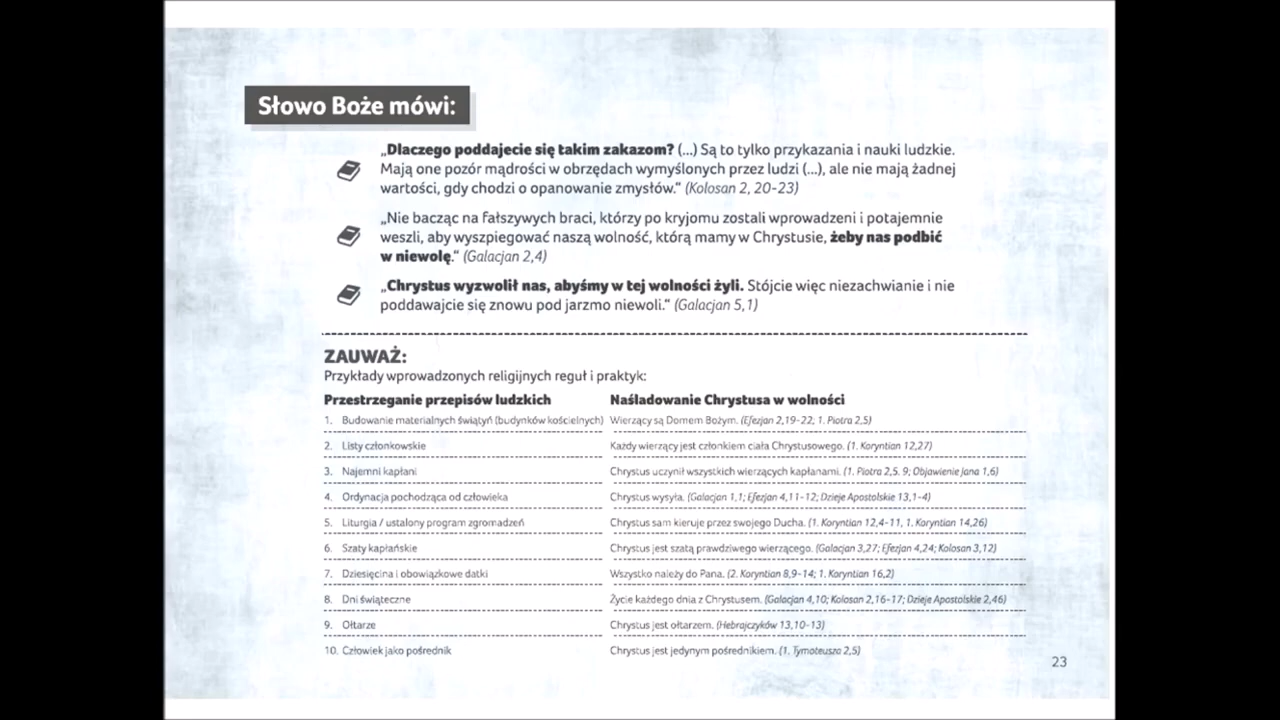 Słowo Boże mówi:
„Dlaczego poddajecie się takim zakazom? (...) Są to tylko przykazania i nauki ludzkie.
Mają one pozór mądrości w obrzędach wymyślonych przez ludzi (...), ale nie mają żadnej
wartości, gdy chodzi o opanowanie zmysłów.“ (Kolosan 2, 20-23)
„Nie bacząc na fałszywych braci, którzy po kryjomu zostali wprowadzeni i potajemnie
weszli, aby wyszpiegować naszą wolność, którą mamy w Chrystusie, żeby nas podbić
w niewolę.“ (Galacjan 2,4)
„Chrystus wyzwolił nas, abyśmy w tej wolności żyli. Stójcie więc niezachwianie i nie
poddawajcie się znowu pod jarzmo niewoli.“ (Galacjan 5,1)
ZAUWAŻ:
Przykłady wprowadzonych religijnych reguł i praktyk:
Przestrzeganie przepisów ludzkich Naśladowanie Chrystusa w wolności
1. Budowanie materialnych świątyń (budynków kościelnych) Wierzący są Domem Bożym. (Efezjan 2,19-22; 1. Piotra 2,5)
2. Listy członkowskie Każdy wierzący jest członkiem ciała Chrystusowego. (1. Koryntian 12,27)
3. Najemni kapłani Chrystus uczynił wszystkich wierzących kapłanami. (1. Piotra 2,5. 9; Objawienie Jana 1,6)
4. Ordynacja pochodząca od człowieka Chrystus wysyła. (Galacjan 1,1; Efezjan 4,11-12; Dzieje Apostolskie 13,1-4)
5. Liturgia / ustalony program zgromadzeń Chrystus sam kieruje przez swojego Ducha. (1. Koryntian 12,4-11, 1. Koryntian 14,26)
6. Szaty kapłańskie Chrystus jest szatą prawdziwego wierzącego. (Galacjan 3,27; Efezjan 4,24; Kolosan 3,12)
7. Dziesięcina i obowiązkowe datki Wszystko należy do Pana. (2. Koryntian 8,9-14; 1. Koryntian 16,2)
8. Dni świąteczne Życie każdego dnia z Chrystusem. (Galacjan 4,10; Kolosan 2,16-17; Dzieje Apostolskie 2,46)
9. Ołtarze Chrystus jest ołtarzem. (Hebrajczyków 13,10-13)
10. Człowiek jako pośrednik Chrystus jest jedynym pośrednikiem. (1. Tymoteusza 2,5)
23